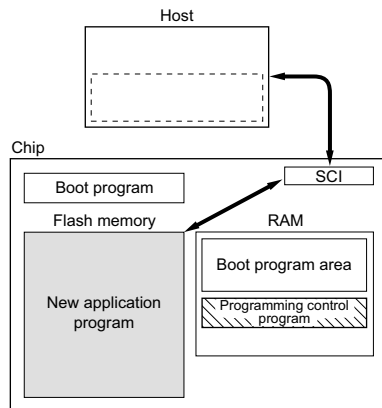 Host
Chip
SCI
Boot program
Flash memory
RAM
Boot program area
New application
program
Programming control
program